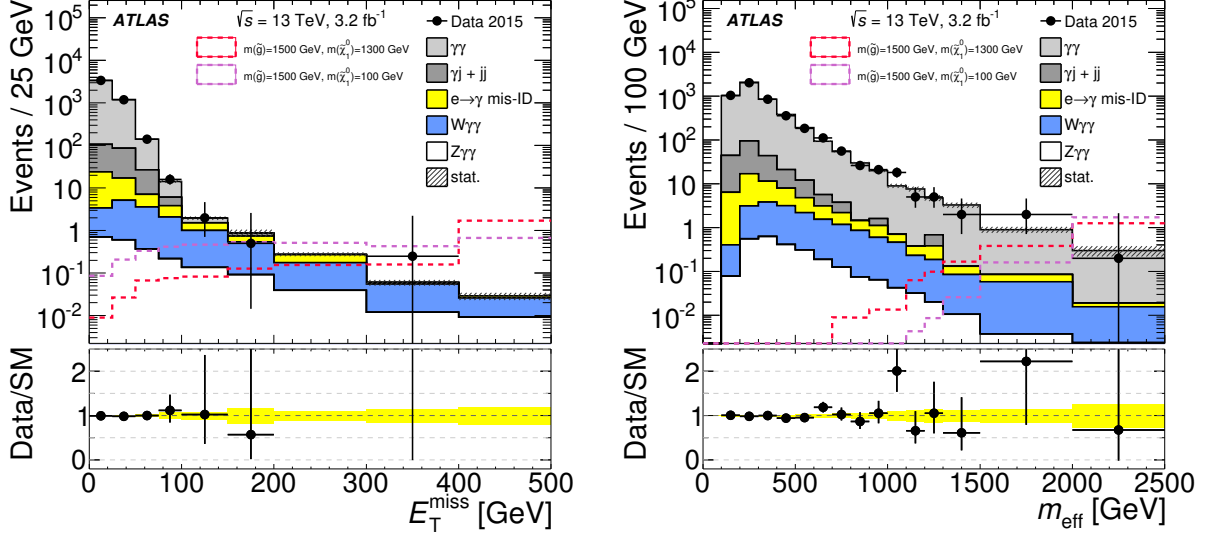 ATLAS √s = 13 TeV, 3.2 fb⁻¹
Data 2015
m(g̃)=1500 GeV, m(χ̃₁⁰)=1300 GeV
m(g̃)=1500 GeV, m(χ̃₁⁰)=100 GeV
γγ
γj + jj
e→γ mis-ID
Wγγ
Zγγ
stat.
Events / 25 GeV
10⁵
10⁴
10³
10²
10
1
10⁻¹
10⁻²
Data/SM
2
1
0
0 100 200 300 400 500
E_T^miss [GeV]
ATLAS √s = 13 TeV, 3.2 fb⁻¹
Data 2015
m(g̃)=1500 GeV, m(χ̃₁⁰)=1300 GeV
m(g̃)=1500 GeV, m(χ̃₁⁰)=100 GeV
γγ
γj + jj
e→γ mis-ID
Wγγ
Zγγ
stat.
Events / 100 GeV
10⁵
10⁴
10³
10²
10
1
10⁻¹
10⁻²
Data/SM
2
1
0
0 500 1000 1500 2000 2500
m_eff [GeV]